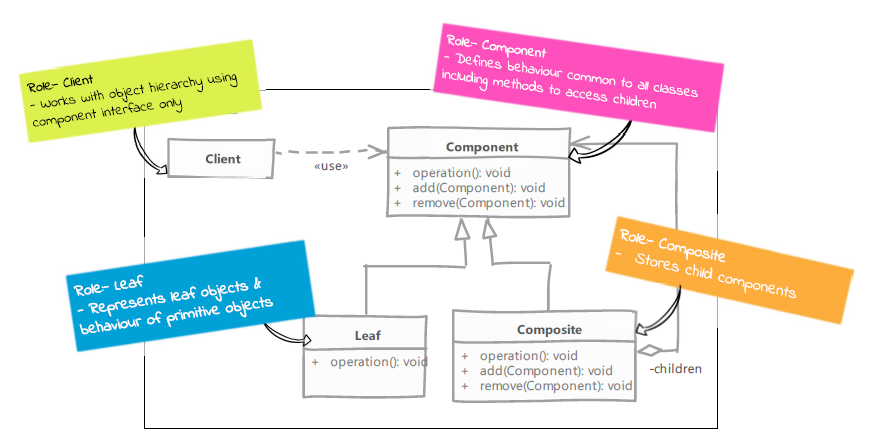 Role- Client
- Works with object hierarchy using
component interface only
Role- Component
- Defines behaviour common to all classes
including methods to access children
Client
«use»
Component
+ operation(): void
+ add(Component): void
+ remove(Component): void
Role- Composite
- Stores child components
Role- Leaf
- Represents leaf objects &
behaviour of primitive objects
Leaf
+ operation(): void
Composite
+ operation(): void
+ add(Component): void
+ remove(Component): void
-children